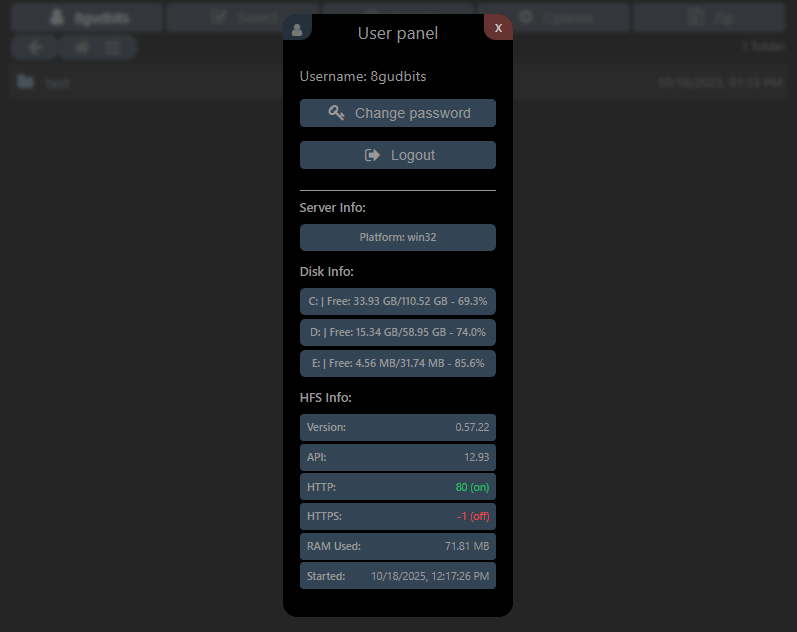 8gudbits
Select
Options
Zip
1 folder
test
10/18/2025, 01:13 PM
User panel
X
Username: 8gudbits
Change password
Logout
Server Info:
Platform: win32
Disk Info:
C: | Free: 33.93 GB/110.52 GB - 69.3%
D: | Free: 15.34 GB/58.95 GB - 74.0%
E: | Free: 4.56 MB/31.74 MB - 85.6%
HFS Info:
Version: 0.57.22
API: 12.93
HTTP: 80 (on)
HTTPS: -1 (off)
RAM Used: 71.81 MB
Started: 10/18/2025, 12:17:26 PM